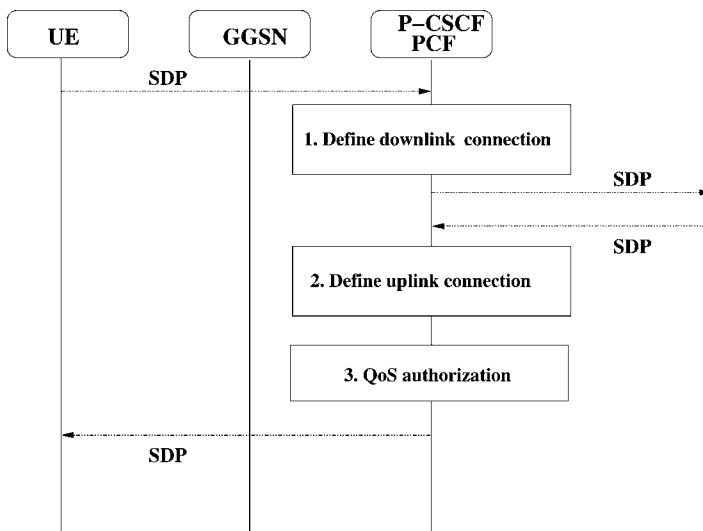 UE
GGSN
P–CSCF
PCF
SDP
1. Define downlink connection
SDP
SDP
2. Define uplink connection
3. QoS authorization
SDP